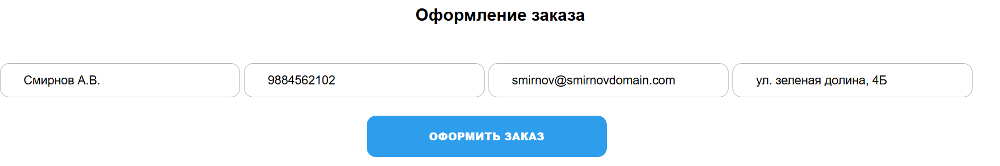 Оформление заказа
Смирнов А.В.
9884562102
smirnov@smirnovdomain.com
ул. зеленая долина, 4Б
ОФОРМИТЬ ЗАКАЗ